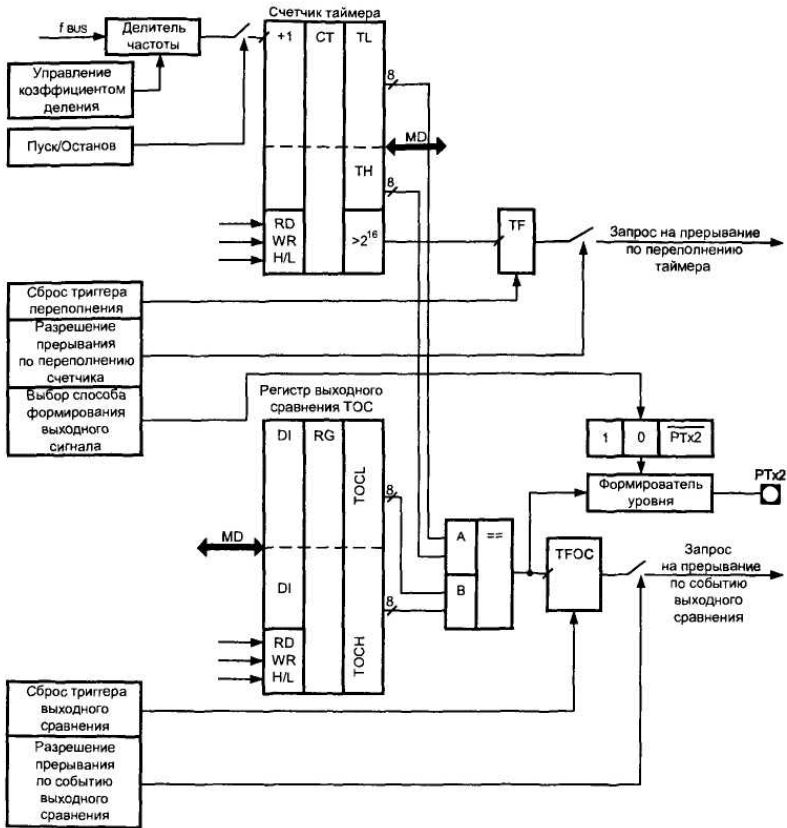 Счетчик таймера
f BUS
Делитель
частоты
+1
CT
TL
8
Управление
коэффициентом
деления
Пуск/Останов
MD
TH
8
RD
WR
H/L
>2^16
TF
Запрос на прерывание
по переполнению
таймера
Сброс триггера
переполнения
Разрешение
прерывания
по переполнению
счетчика
Выбор способа
формирования
выходного
сигнала
Регистр выходного
сравнения TOC
DI
RG
TOCL
8
1
0
PTx2
Формирователь
уровня
PTx2
MD
A
==
B
TFOC
Запрос
на прерывание
по событию
выходного
сравнения
DI
8
RD
WR
H/L
TOCH
Сброс триггера
выходного
сравнения
Разрешение
прерывания
по событию
выходного
сравнения